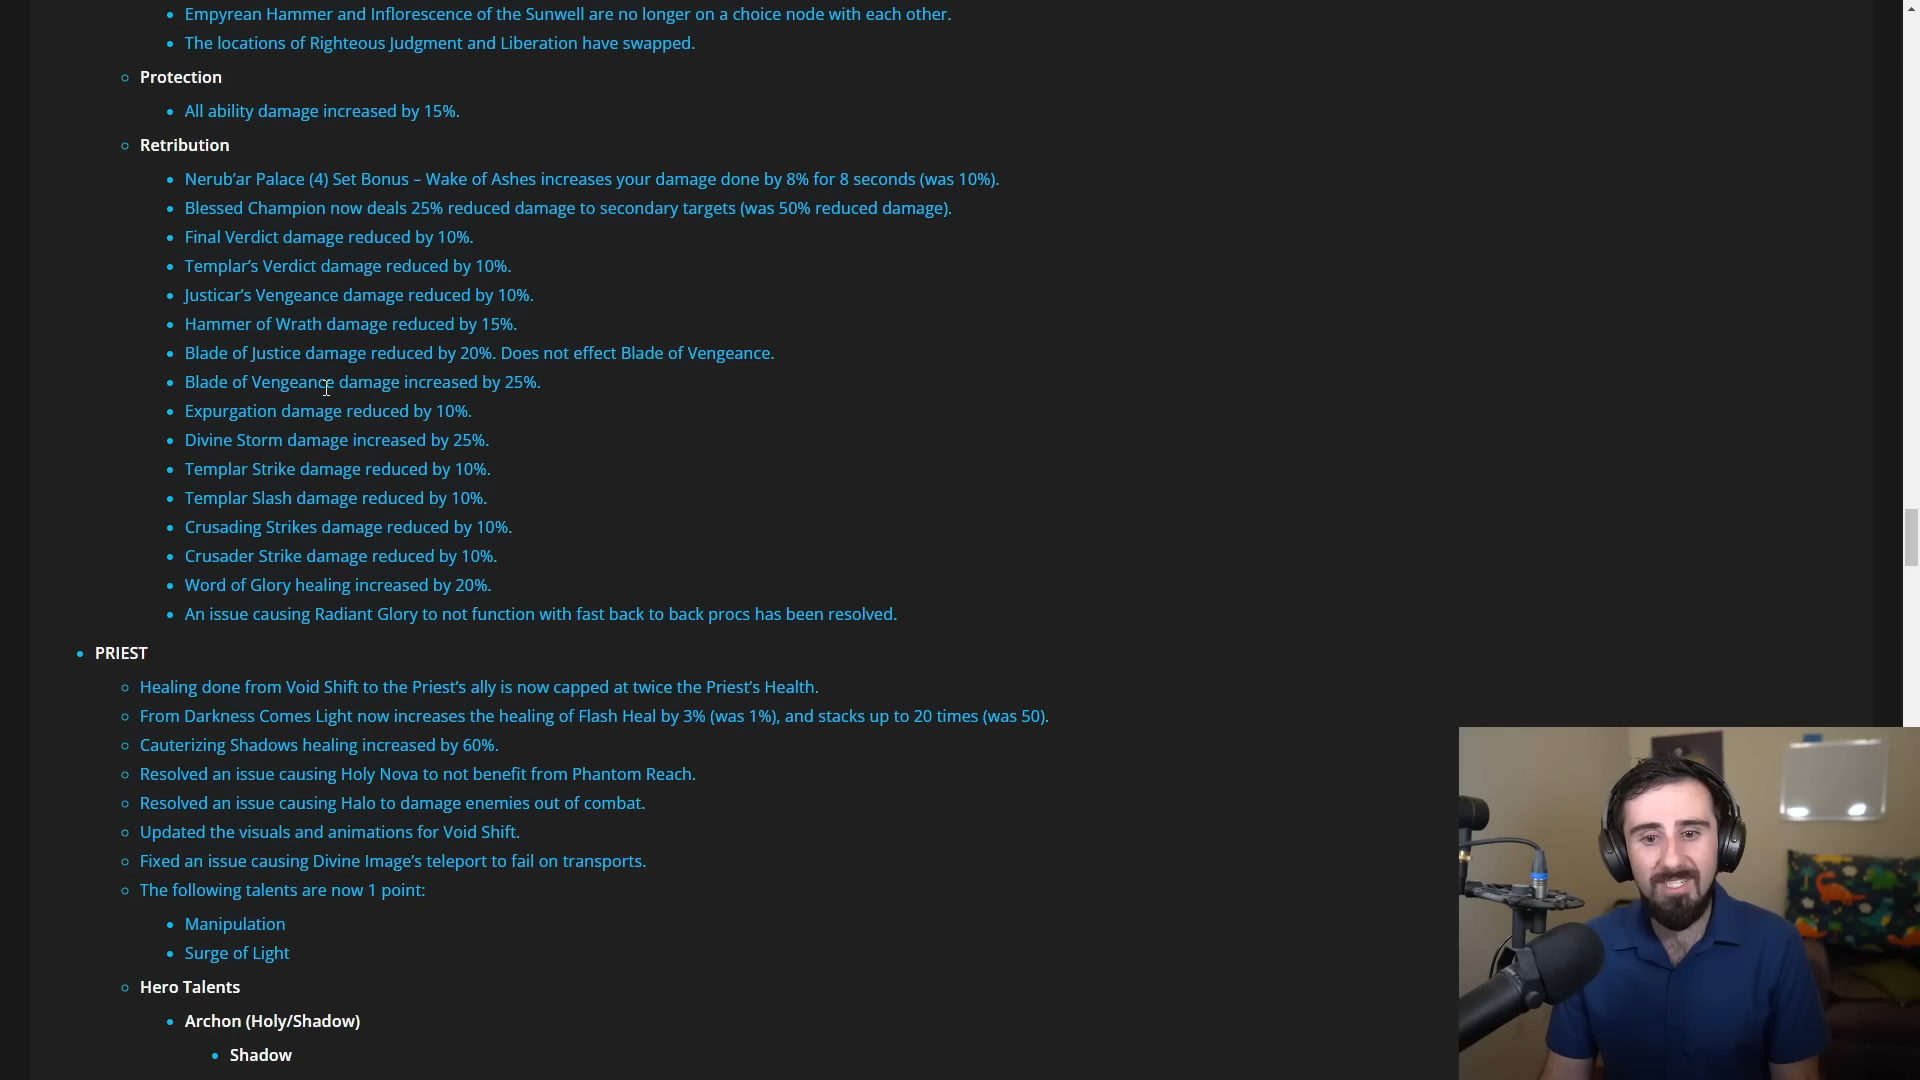 Empyrean Hammer and Inflorescence of the Sunwell are no longer on a choice node with each other.
The locations of Righteous Judgment and Liberation have swapped.
Protection
All ability damage increased by 15%.
Retribution
Nerub’ar Palace (4) Set Bonus – Wake of Ashes increases your damage done by 8% for 8 seconds (was 10%).
Blessed Champion now deals 25% reduced damage to secondary targets (was 50% reduced damage).
Final Verdict damage reduced by 10%.
Templar’s Verdict damage reduced by 10%.
Justicar’s Vengeance damage reduced by 10%.
Hammer of Wrath damage reduced by 15%.
Blade of Justice damage reduced by 20%. Does not effect Blade of Vengeance.
Blade of Vengeance damage increased by 25%.
Expurgation damage reduced by 10%.
Divine Storm damage increased by 25%.
Templar Strike damage reduced by 10%.
Templar Slash damage reduced by 10%.
Crusading Strikes damage reduced by 10%.
Crusader Strike damage reduced by 10%.
Word of Glory healing increased by 20%.
An issue causing Radiant Glory to not function with fast back to back procs has been resolved.
PRIEST
Healing done from Void Shift to the Priest’s ally is now capped at twice the Priest’s Health.
From Darkness Comes Light now increases the healing of Flash Heal by 3% (was 1%), and stacks up to 20 times (was 50).
Cauterizing Shadows healing increased by 60%.
Resolved an issue causing Holy Nova to not benefit from Phantom Reach.
Resolved an issue causing Halo to damage enemies out of combat.
Updated the visuals and animations for Void Shift.
Fixed an issue causing Divine Image’s teleport to fail on transports.
The following talents are now 1 point:
Manipulation
Surge of Light
Hero Talents
Archon (Holy/Shadow)
Shadow